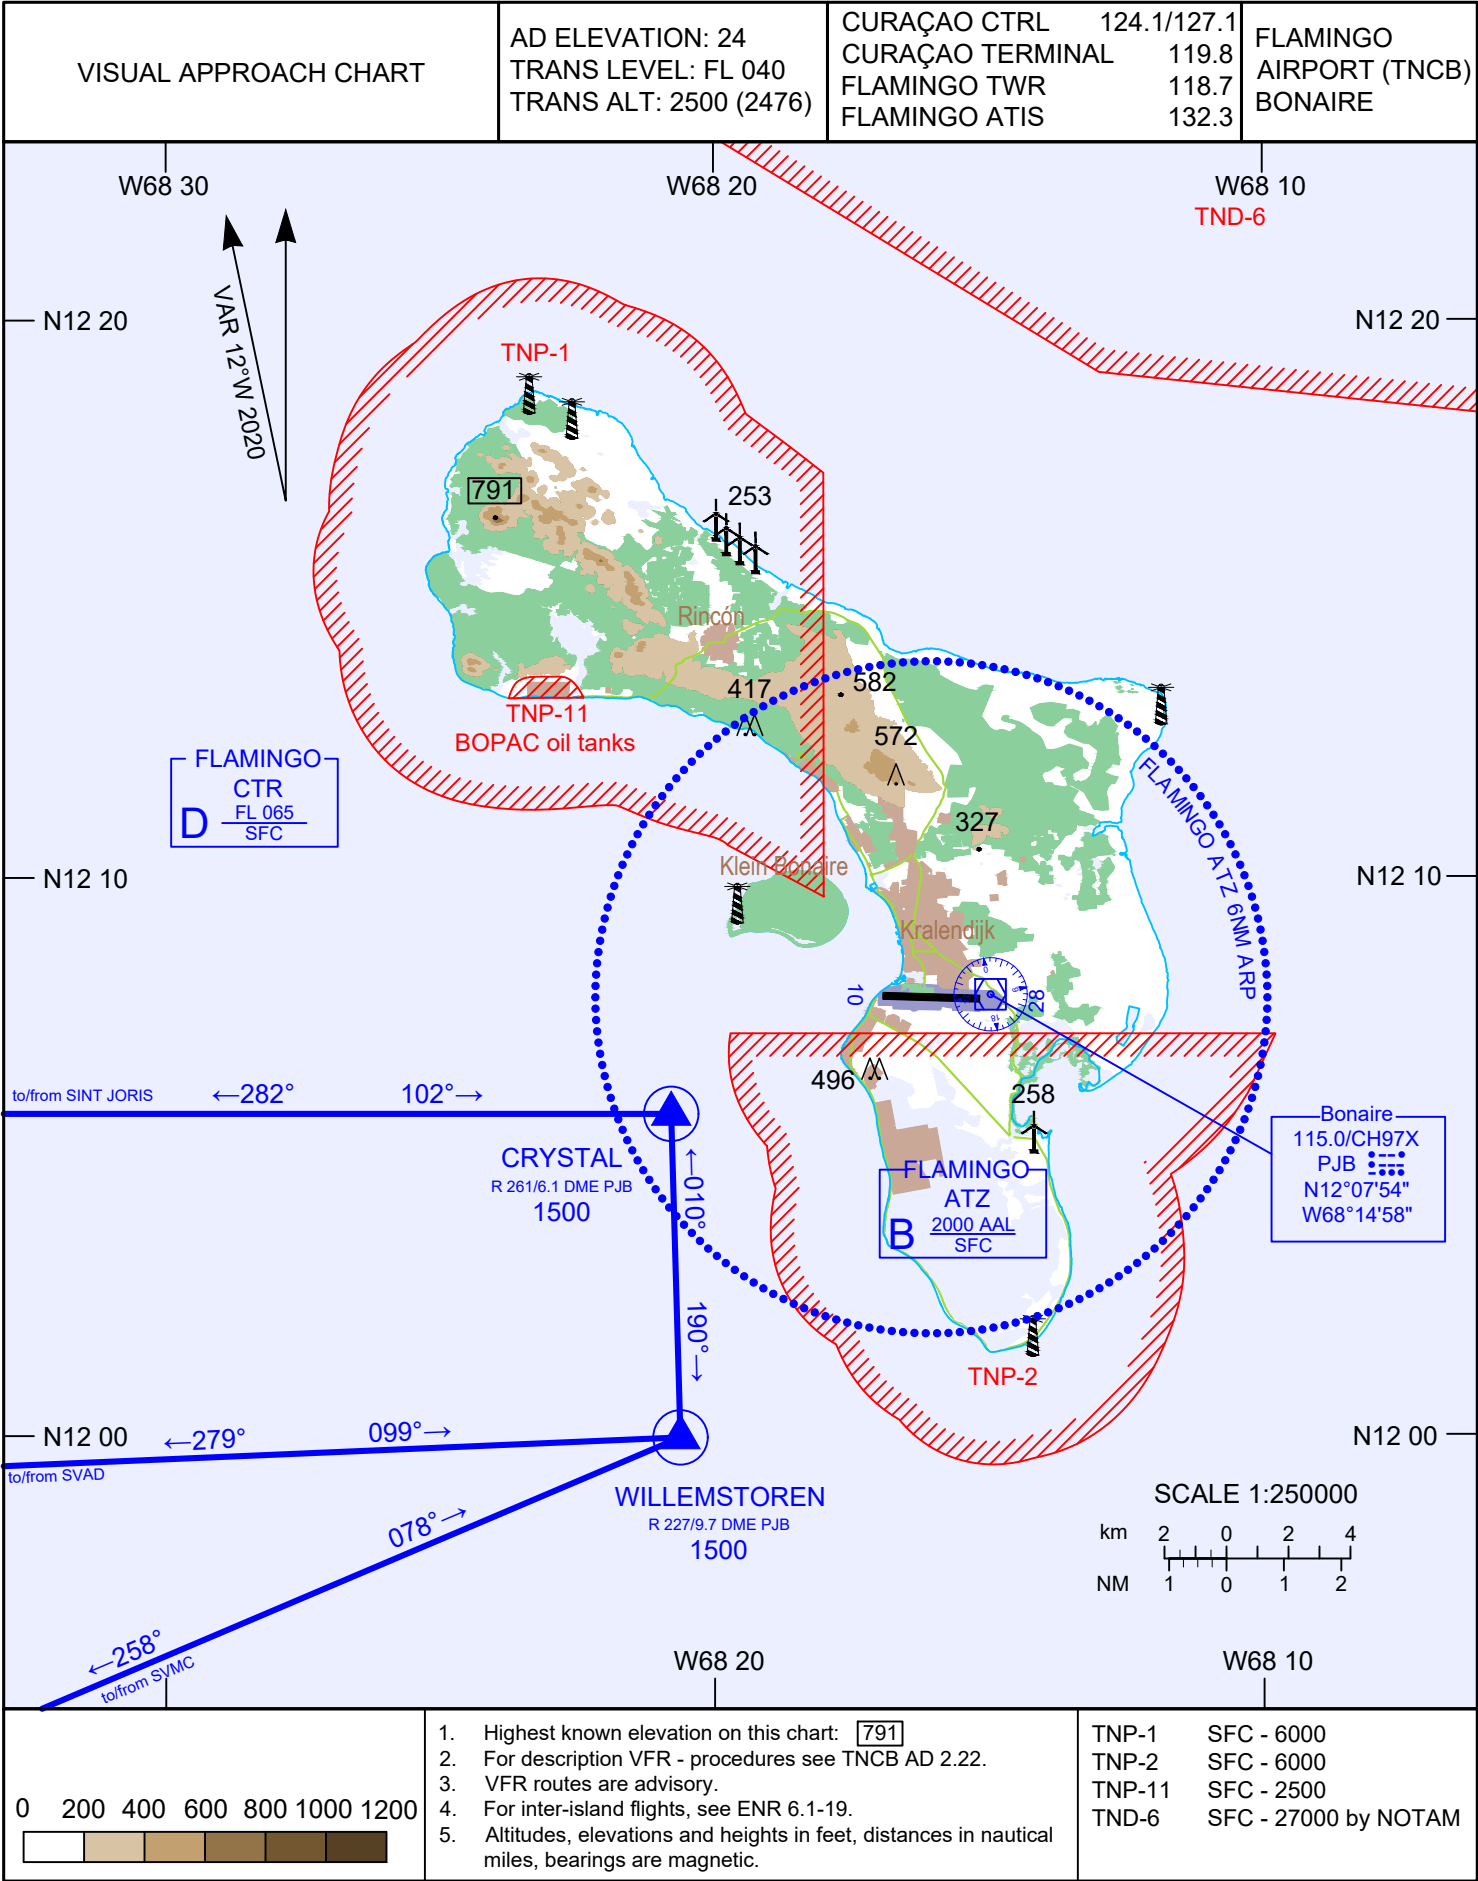 VISUAL APPROACH CHART
AD ELEVATION: 24
TRANS LEVEL: FL 040
TRANS ALT: 2500 (2476)
CURAÇAO CTRL 124.1/127.1
CURAÇAO TERMINAL 119.8
FLAMINGO TWR 118.7
FLAMINGO ATIS 132.3
FLAMINGO
AIRPORT (TNCB)
BONAIRE
W68 30
W68 20
W68 10
TND-6
VAR 12°W 2020
N12 20
N12 20
TNP-1
791
253
Rincón
417
582
TNP-11
BOPAC oil tanks
572
FLAMINGO
CTR
D FL 065
SFC
327
FLAMINGO ATZ 6NM ARP
N12 10
N12 10
Klein Bonaire
Kralendijk
10
28
0
9
18
496
258
to/from SINT JORIS
←282°
102°→
CRYSTAL
R 261/6.1 DME PJB
1500
←010°
190°→
FLAMINGO
ATZ
B 2000 AAL
SFC
Bonaire
115.0/CH97X
PJB
N12°07'54"
W68°14'58"
TNP-2
N12 00
N12 00
←279°
099°→
to/from SVAD
WILLEMSTOREN
R 227/9.7 DME PJB
1500
078°→
←258°
to/from SVMC
SCALE 1:250000
km 2 0 2 4
NM 1 0 1 2
W68 20
W68 10
0 200 400 600 800 1000 1200
1. Highest known elevation on this chart: 791
2. For description VFR - procedures see TNCB AD 2.22.
3. VFR routes are advisory.
4. For inter-island flights, see ENR 6.1-19.
5. Altitudes, elevations and heights in feet, distances in nautical
miles, bearings are magnetic.
TNP-1 SFC - 6000
TNP-2 SFC - 6000
TNP-11 SFC - 2500
TND-6 SFC - 27000 by NOTAM